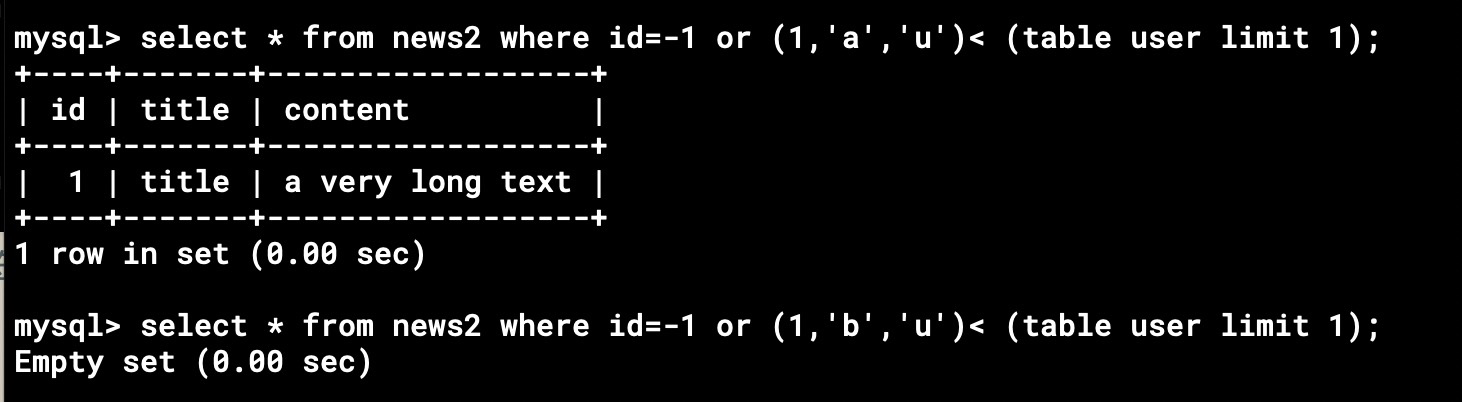 mysql> select * from news2 where id=-1 or (1,'a','u')< (table user limit 1);
+----+-------+-----------------+
| id | title | content         |
+----+-------+-----------------+
|  1 | title | a very long text |
+----+-------+-----------------+
1 row in set (0.00 sec)

mysql> select * from news2 where id=-1 or (1,'b','u')< (table user limit 1);
Empty set (0.00 sec)